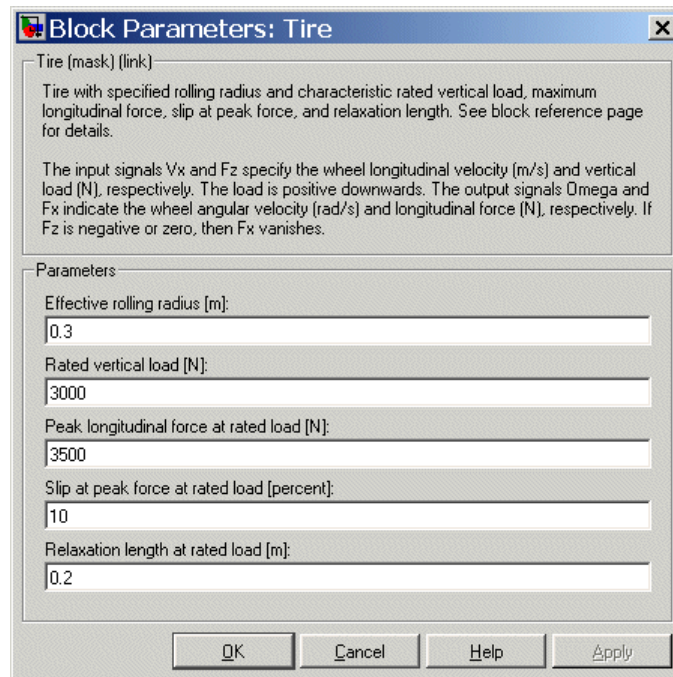 Block Parameters: Tire
Tire (mask) (link)
Tire with specified rolling radius and characteristic rated vertical load, maximum
longitudinal force, slip at peak force, and relaxation length. See block reference page
for details.
The input signals Vx and Fz specify the wheel longitudinal velocity (m/s) and vertical
load (N), respectively. The load is positive downwards. The output signals Omega and
Fx indicate the wheel angular velocity (rad/s) and longitudinal force (N), respectively. If
Fz is negative or zero, then Fx vanishes.
Parameters
Effective rolling radius [m]:
0.3
Rated vertical load [N]:
3000
Peak longitudinal force at rated load [N]:
3500
Slip at peak force at rated load [percent]:
10
Relaxation length at rated load [m]:
0.2
OK Cancel Help Apply